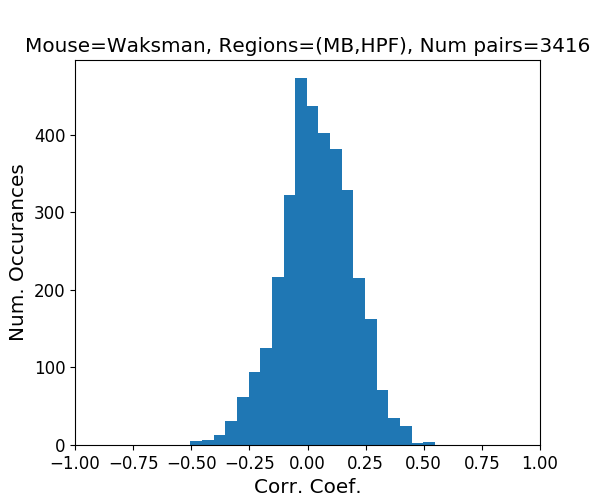 Mouse=Waksman, Regions=(MB,HPF), Num pairs=3416
Num. Occurances
400
300
200
100
0
−1.00 −0.75 −0.50 −0.25 0.00 0.25 0.50 0.75 1.00
Corr. Coef.